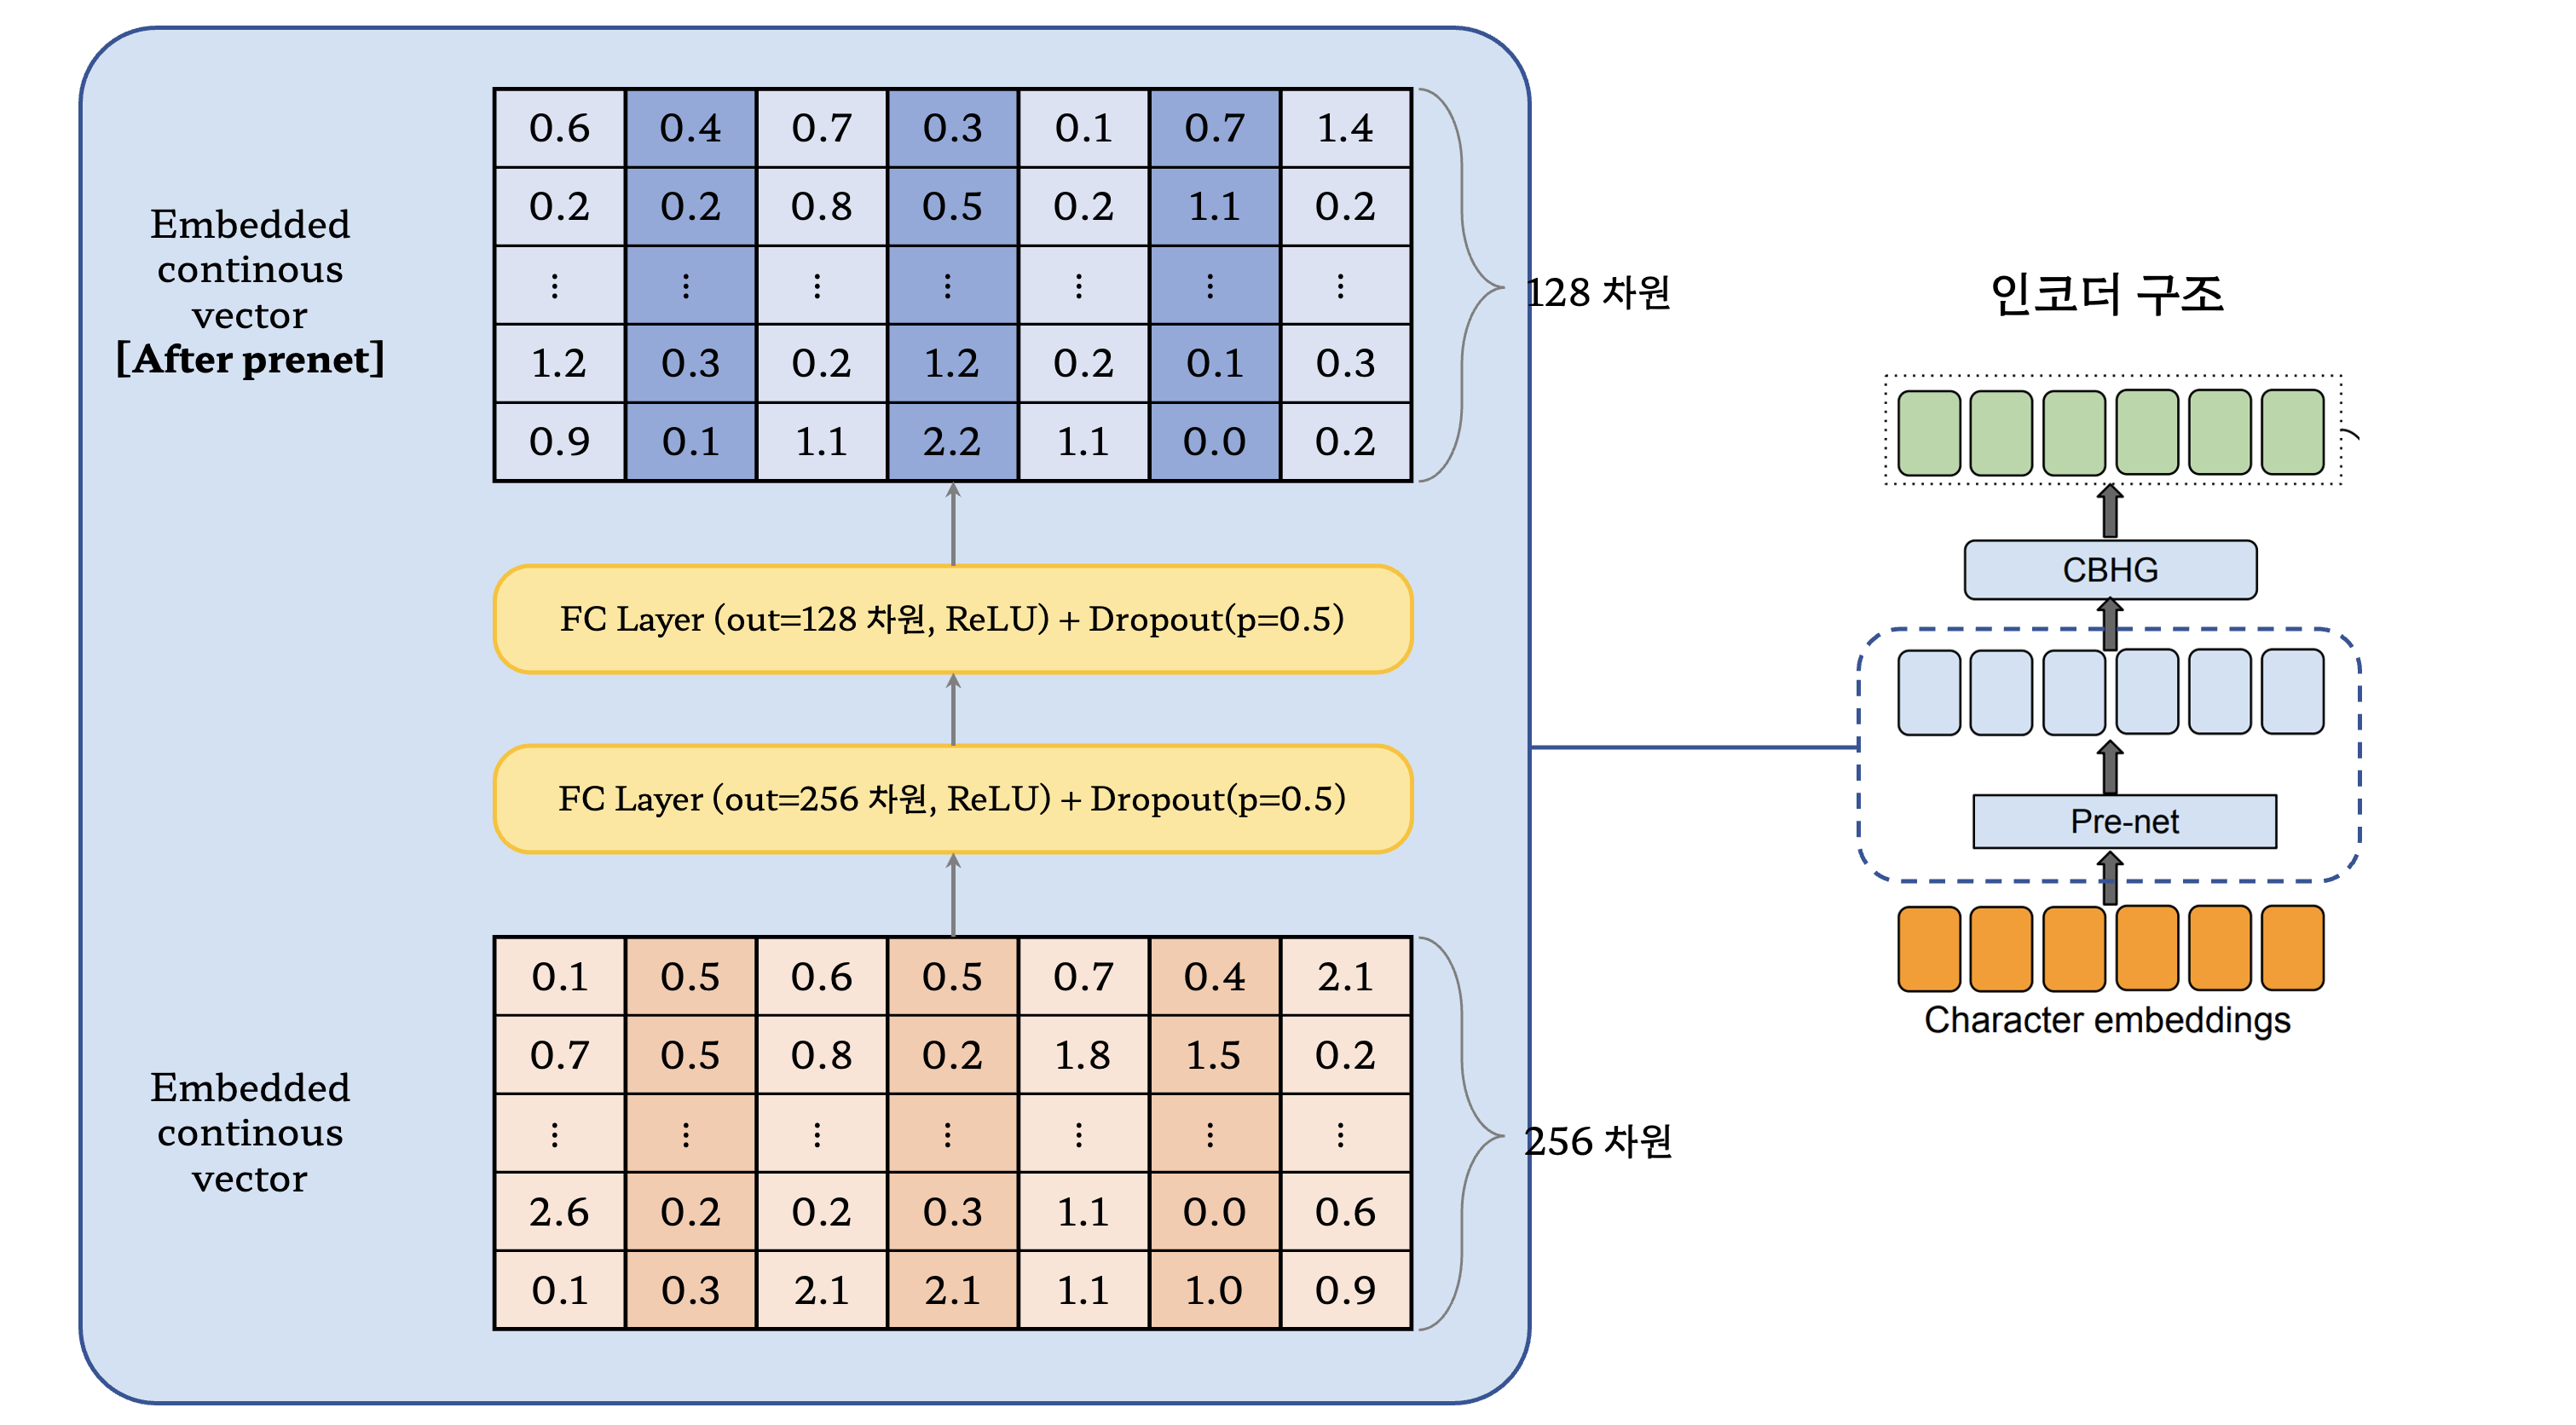 Embedded
continous
vector
[After prenet]
0.6 0.4 0.7 0.3 0.1 0.7 1.4
0.2 0.2 0.8 0.5 0.2 1.1 0.2
⋮ ⋮ ⋮ ⋮ ⋮ ⋮ ⋮
1.2 0.3 0.2 1.2 0.2 0.1 0.3
0.9 0.1 1.1 2.2 1.1 0.0 0.2
128 차원
FC Layer (out=128 차원, ReLU) + Dropout(p=0.5)
FC Layer (out=256 차원, ReLU) + Dropout(p=0.5)
Embedded
continous
vector
0.1 0.5 0.6 0.5 0.7 0.4 2.1
0.7 0.5 0.8 0.2 1.8 1.5 0.2
⋮ ⋮ ⋮ ⋮ ⋮ ⋮ ⋮
2.6 0.2 0.2 0.3 1.1 0.0 0.6
0.1 0.3 2.1 2.1 1.1 1.0 0.9
256 차원
인코더 구조
CBHG
Pre-net
Character embeddings